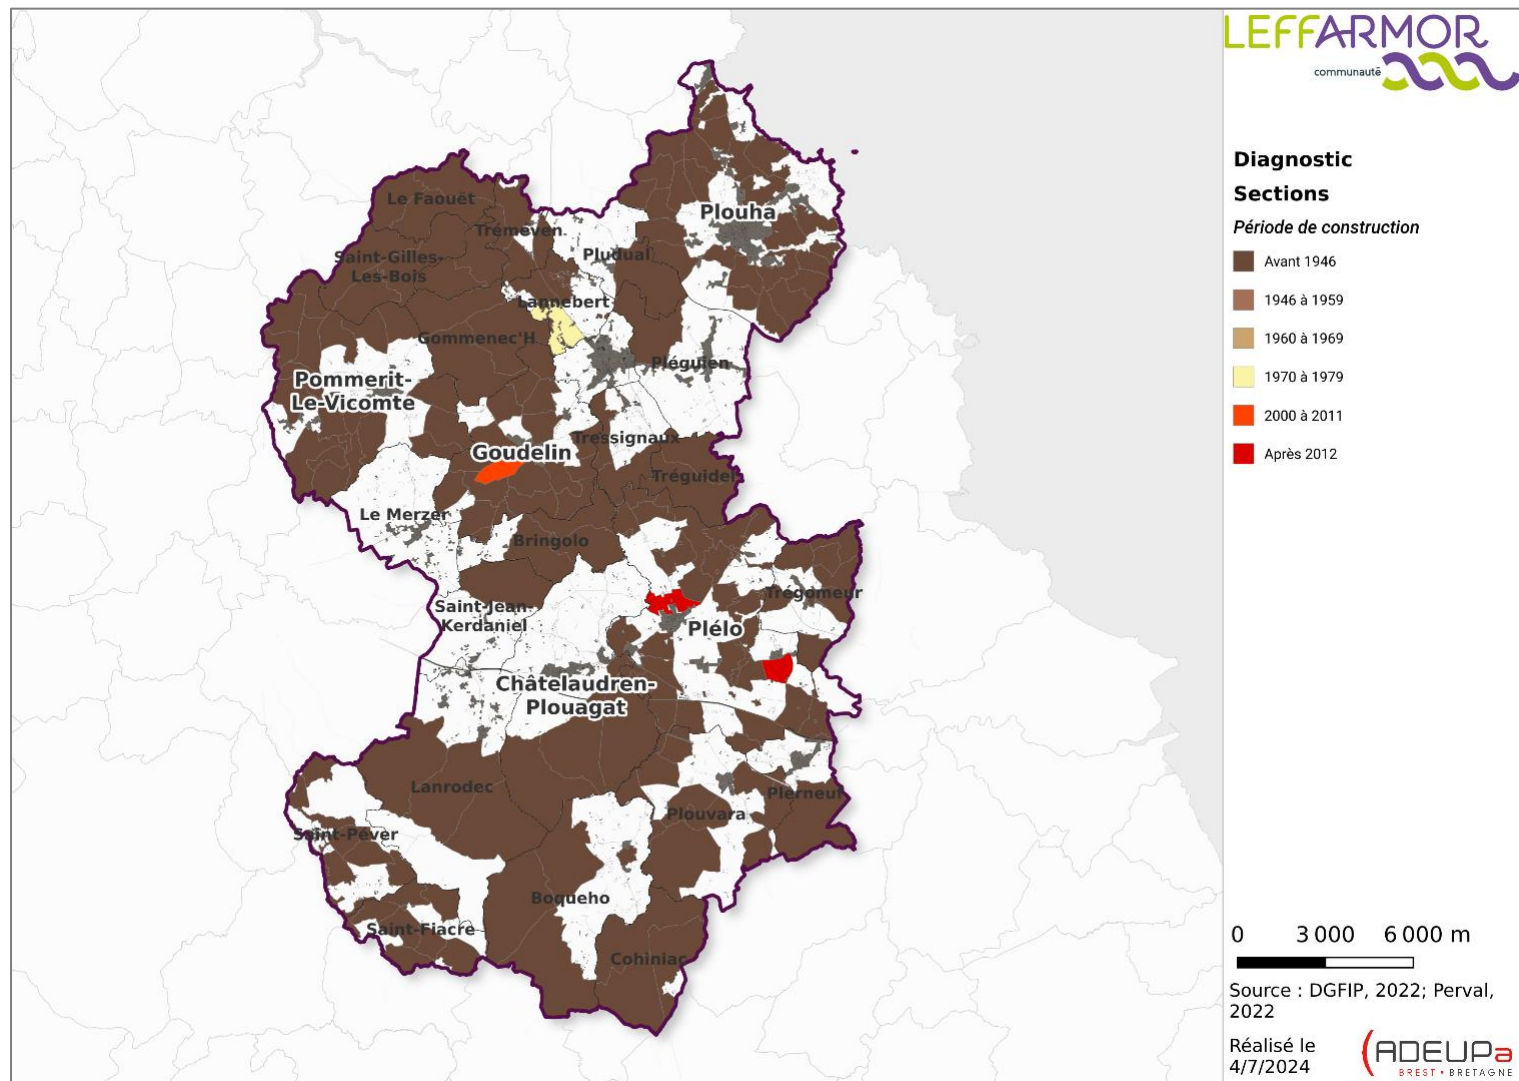 LEFFARMOR
communauté
Diagnostic
Sections
Période de construction
Avant 1946
1946 à 1959
1960 à 1969
1970 à 1979
2000 à 2011
Après 2012
Le Faouët
Tréméven
Plouha
Pludual
Saint-Gilles-
Les-Bois
Lannebert
Gommenec'H
Pléguien
Pommerit-
Le-Vicomte
Tressignaux
Goudelin
Tréguidel
Le Merzer
Bringolo
Trégomeur
Saint-Jean-
Kerdaniel
Plélo
Châtelaudren-
Plouagat
Lanrodec
Plerneuf
Plouvara
Saint-Péver
Boqueho
Saint-Fiacre
Cohiniac
0 3 000 6 000 m
Source : DGFIP, 2022; Perval,
2022
Réalisé le
4/7/2024
ADEUPa
BREST • BRETAGNE